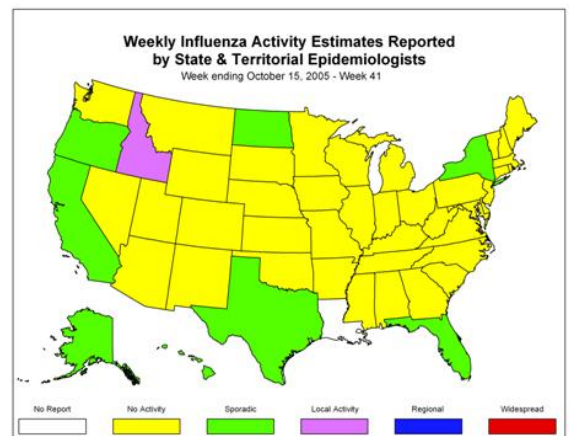 Weekly Influenza Activity Estimates Reported
by State & Territorial Epidemiologists
Week ending October 15, 2005 - Week 41
No Report No Activity Sporadic Local Activity Regional Widespread